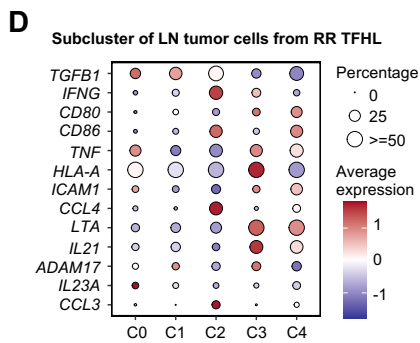 D
Subcluster of LN tumor cells from RR TFHL
TGFB1
IFNG
CD80
CD86
TNF
HLA-A
ICAM1
CCL4
LTA
IL21
ADAM17
IL23A
CCL3
C0 C1 C2 C3 C4
Percentage
0
25
>=50
Average
expression
1
0
-1